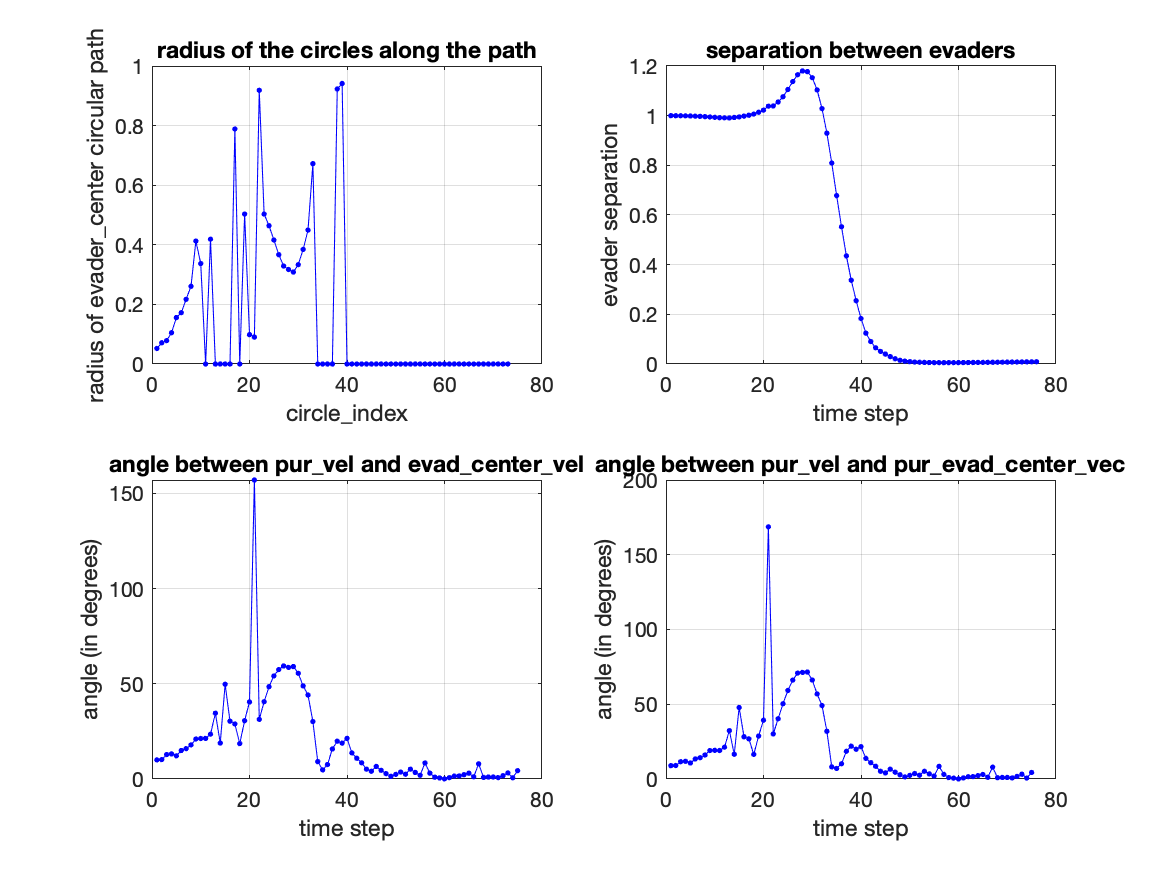 radius of the circles along the path
radius of evader_center circular path
1
0.8
0.6
0.4
0.2
0
0 20 40 60 80
circle_index
separation between evaders
evader separation
1.2
1
0.8
0.6
0.4
0.2
0
0 20 40 60 80
time step
angle between pur_vel and evad_center_vel
angle (in degrees)
150
100
50
0
0 20 40 60 80
time step
angle between pur_vel and pur_evad_center_vec
angle (in degrees)
200
150
100
50
0
0 20 40 60 80
time step